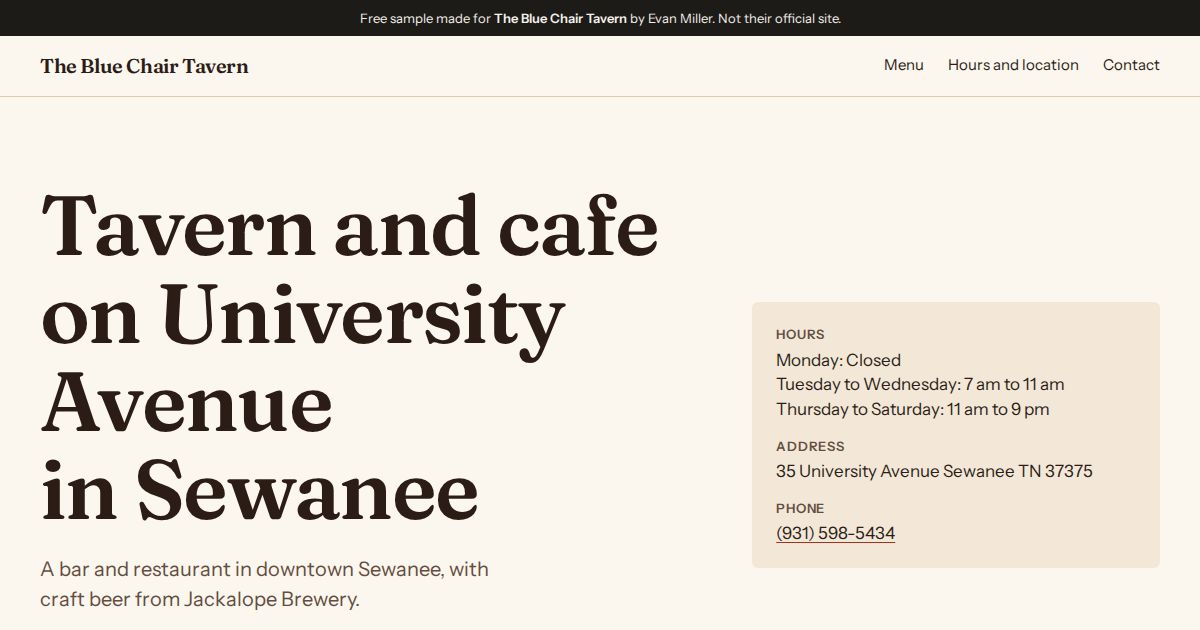 Free sample made for The Blue Chair Tavern by Evan Miller. Not their official site.
The Blue Chair Tavern
Menu Hours and location Contact
Tavern and cafe
on University
Avenue
in Sewanee
A bar and restaurant in downtown Sewanee, with
craft beer from Jackalope Brewery.
HOURS
Monday: Closed
Tuesday to Wednesday: 7 am to 11 am
Thursday to Saturday: 11 am to 9 pm
ADDRESS
35 University Avenue Sewanee TN 37375
PHONE
(931) 598-5434